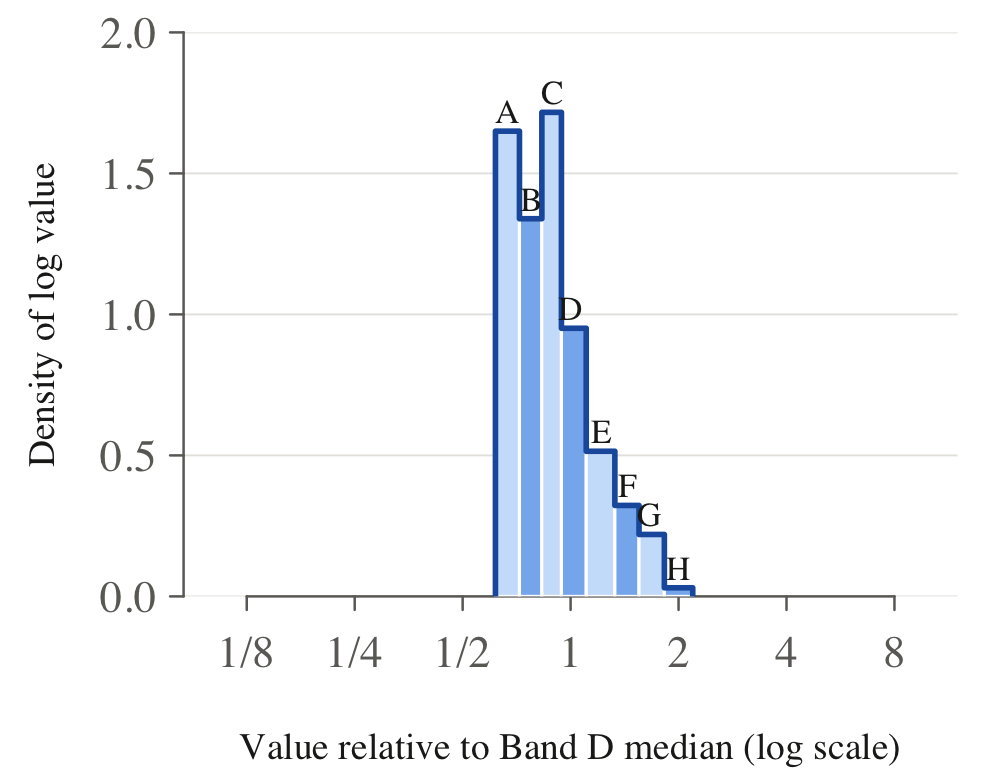 2.0
1.5
1.0
0.5
0.0
Density of log value
A
B
C
D
E
F
G
H
1/8 1/4 1/2 1 2 4 8
Value relative to Band D median (log scale)